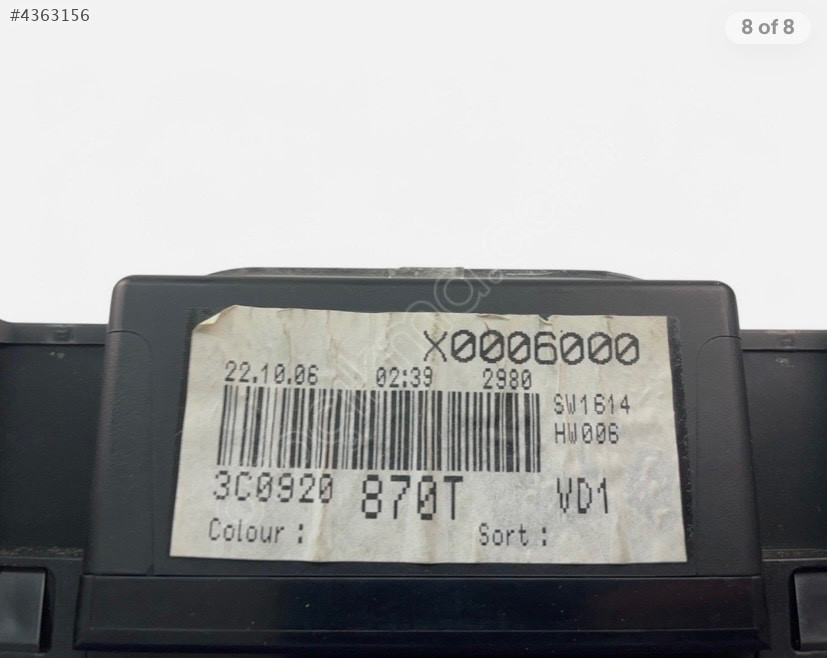 #4363156
8 of 8
X0006000
22.10.06 02:39 2980
SW1614
HW006
3C0920 870T VD1
Colour : Sort :